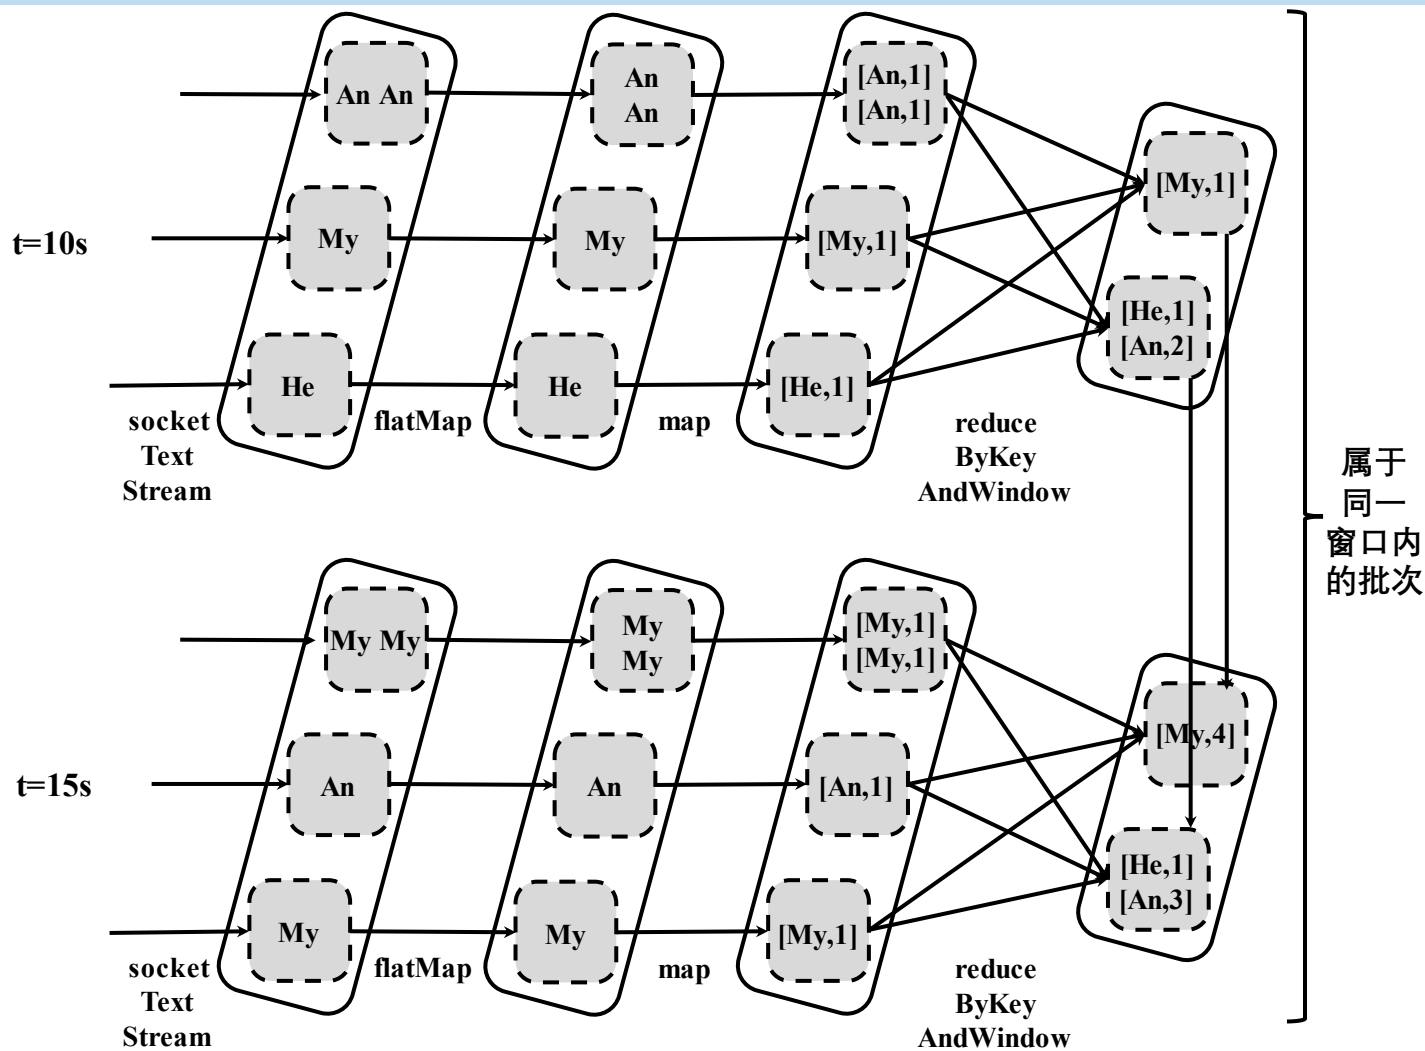 An An
An
An
[An,1]
[An,1]
[My,1]
t=10s
My
My
[My,1]
[He,1]
[An,2]
He
He
[He,1]
socket
Text
Stream
flatMap
map
reduce
ByKey
AndWindow
属于
同一
窗口内
的批次
My My
My
My
[My,1]
[My,1]
[My,4]
t=15s
An
An
[An,1]
[He,1]
[An,3]
My
My
[My,1]
socket
Text
Stream
flatMap
map
reduce
ByKey
AndWindow